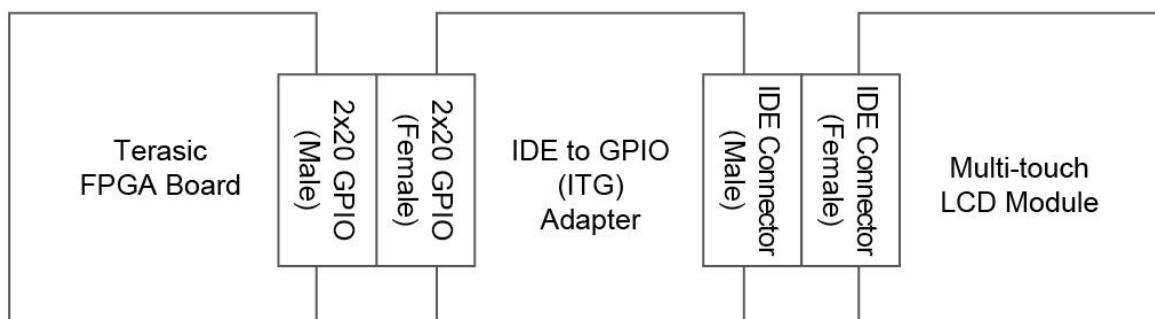 Terasic
FPGA Board
2x20 GPIO
(Male)
2x20 GPIO
(Female)
IDE to GPIO
(ITG)
Adapter
IDE Connector
(Male)
IDE Connector
(Female)
Multi-touch
LCD Module